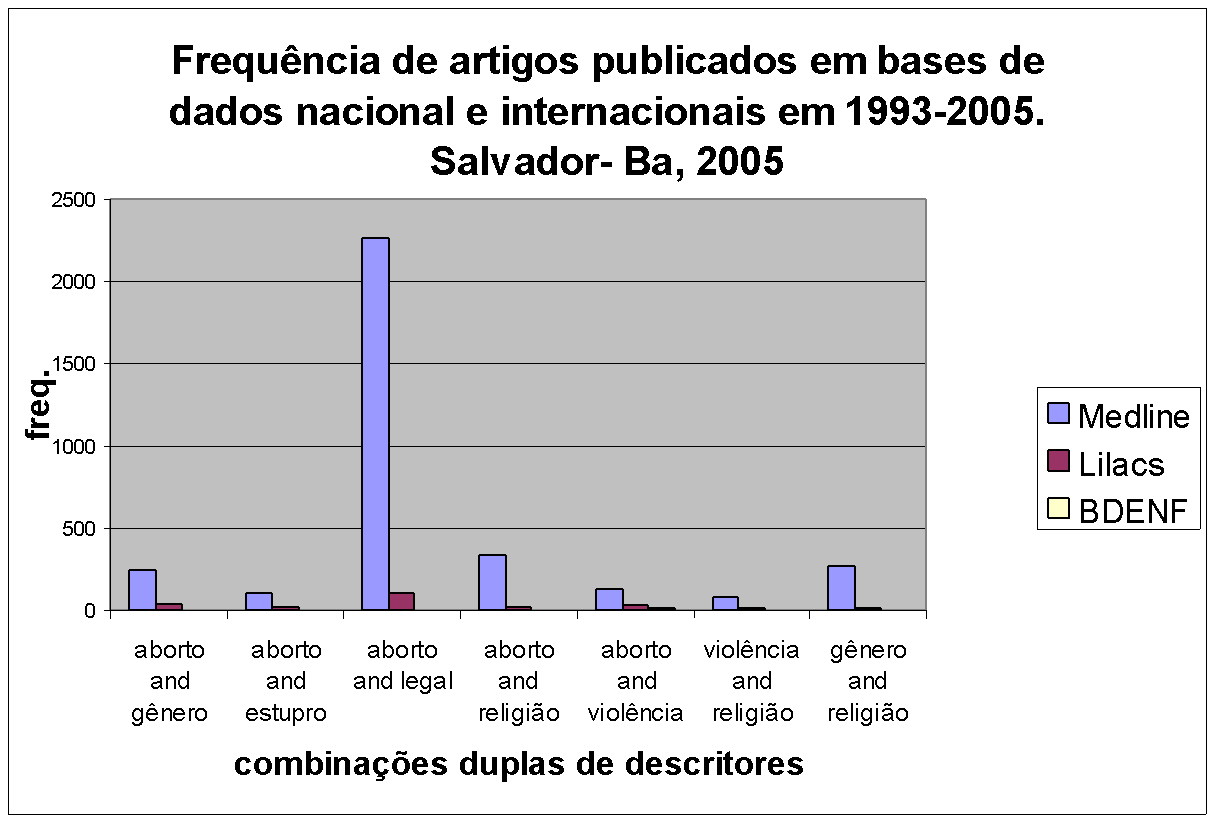 Frequência de artigos publicados em bases de
dados nacional e internacionais em 1993-2005.
Salvador- Ba, 2005
2500
2000
1500
1000
500
0
freq.
aborto
and
gênero
aborto
and
estupro
aborto
and legal
aborto
and
religião
aborto
and
violência
violência
and
religião
gênero
and
religião
combinações duplas de descritores
Medline
Lilacs
BDENF